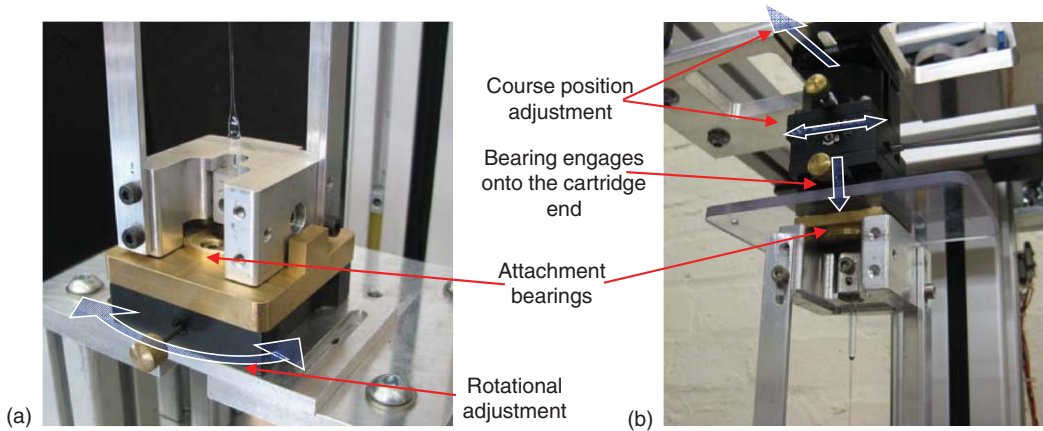 Course position
adjustment
Bearing engages
onto the cartridge
end
Attachment
bearings
Rotational
adjustment
(a)
(b)